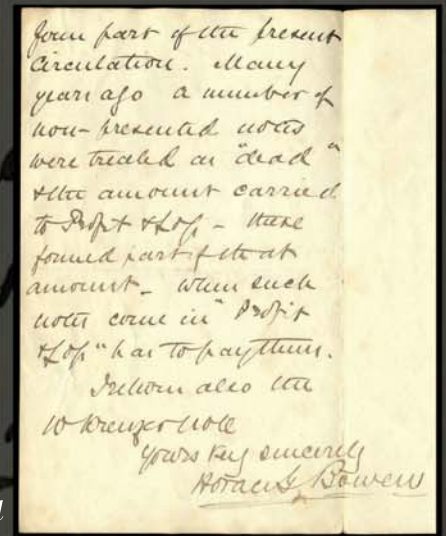 form part of the present
circulation. Many
years ago a number of
non-presented notes
were treated as "dead"
& the amount carried
to Profit & Loss - these
formed part of that
amount - when such
notes come in "Profit
& Loss" has to pay them.
I return also the
10 Kreuzer Note
Yours very sincerely
Horace G Bowen